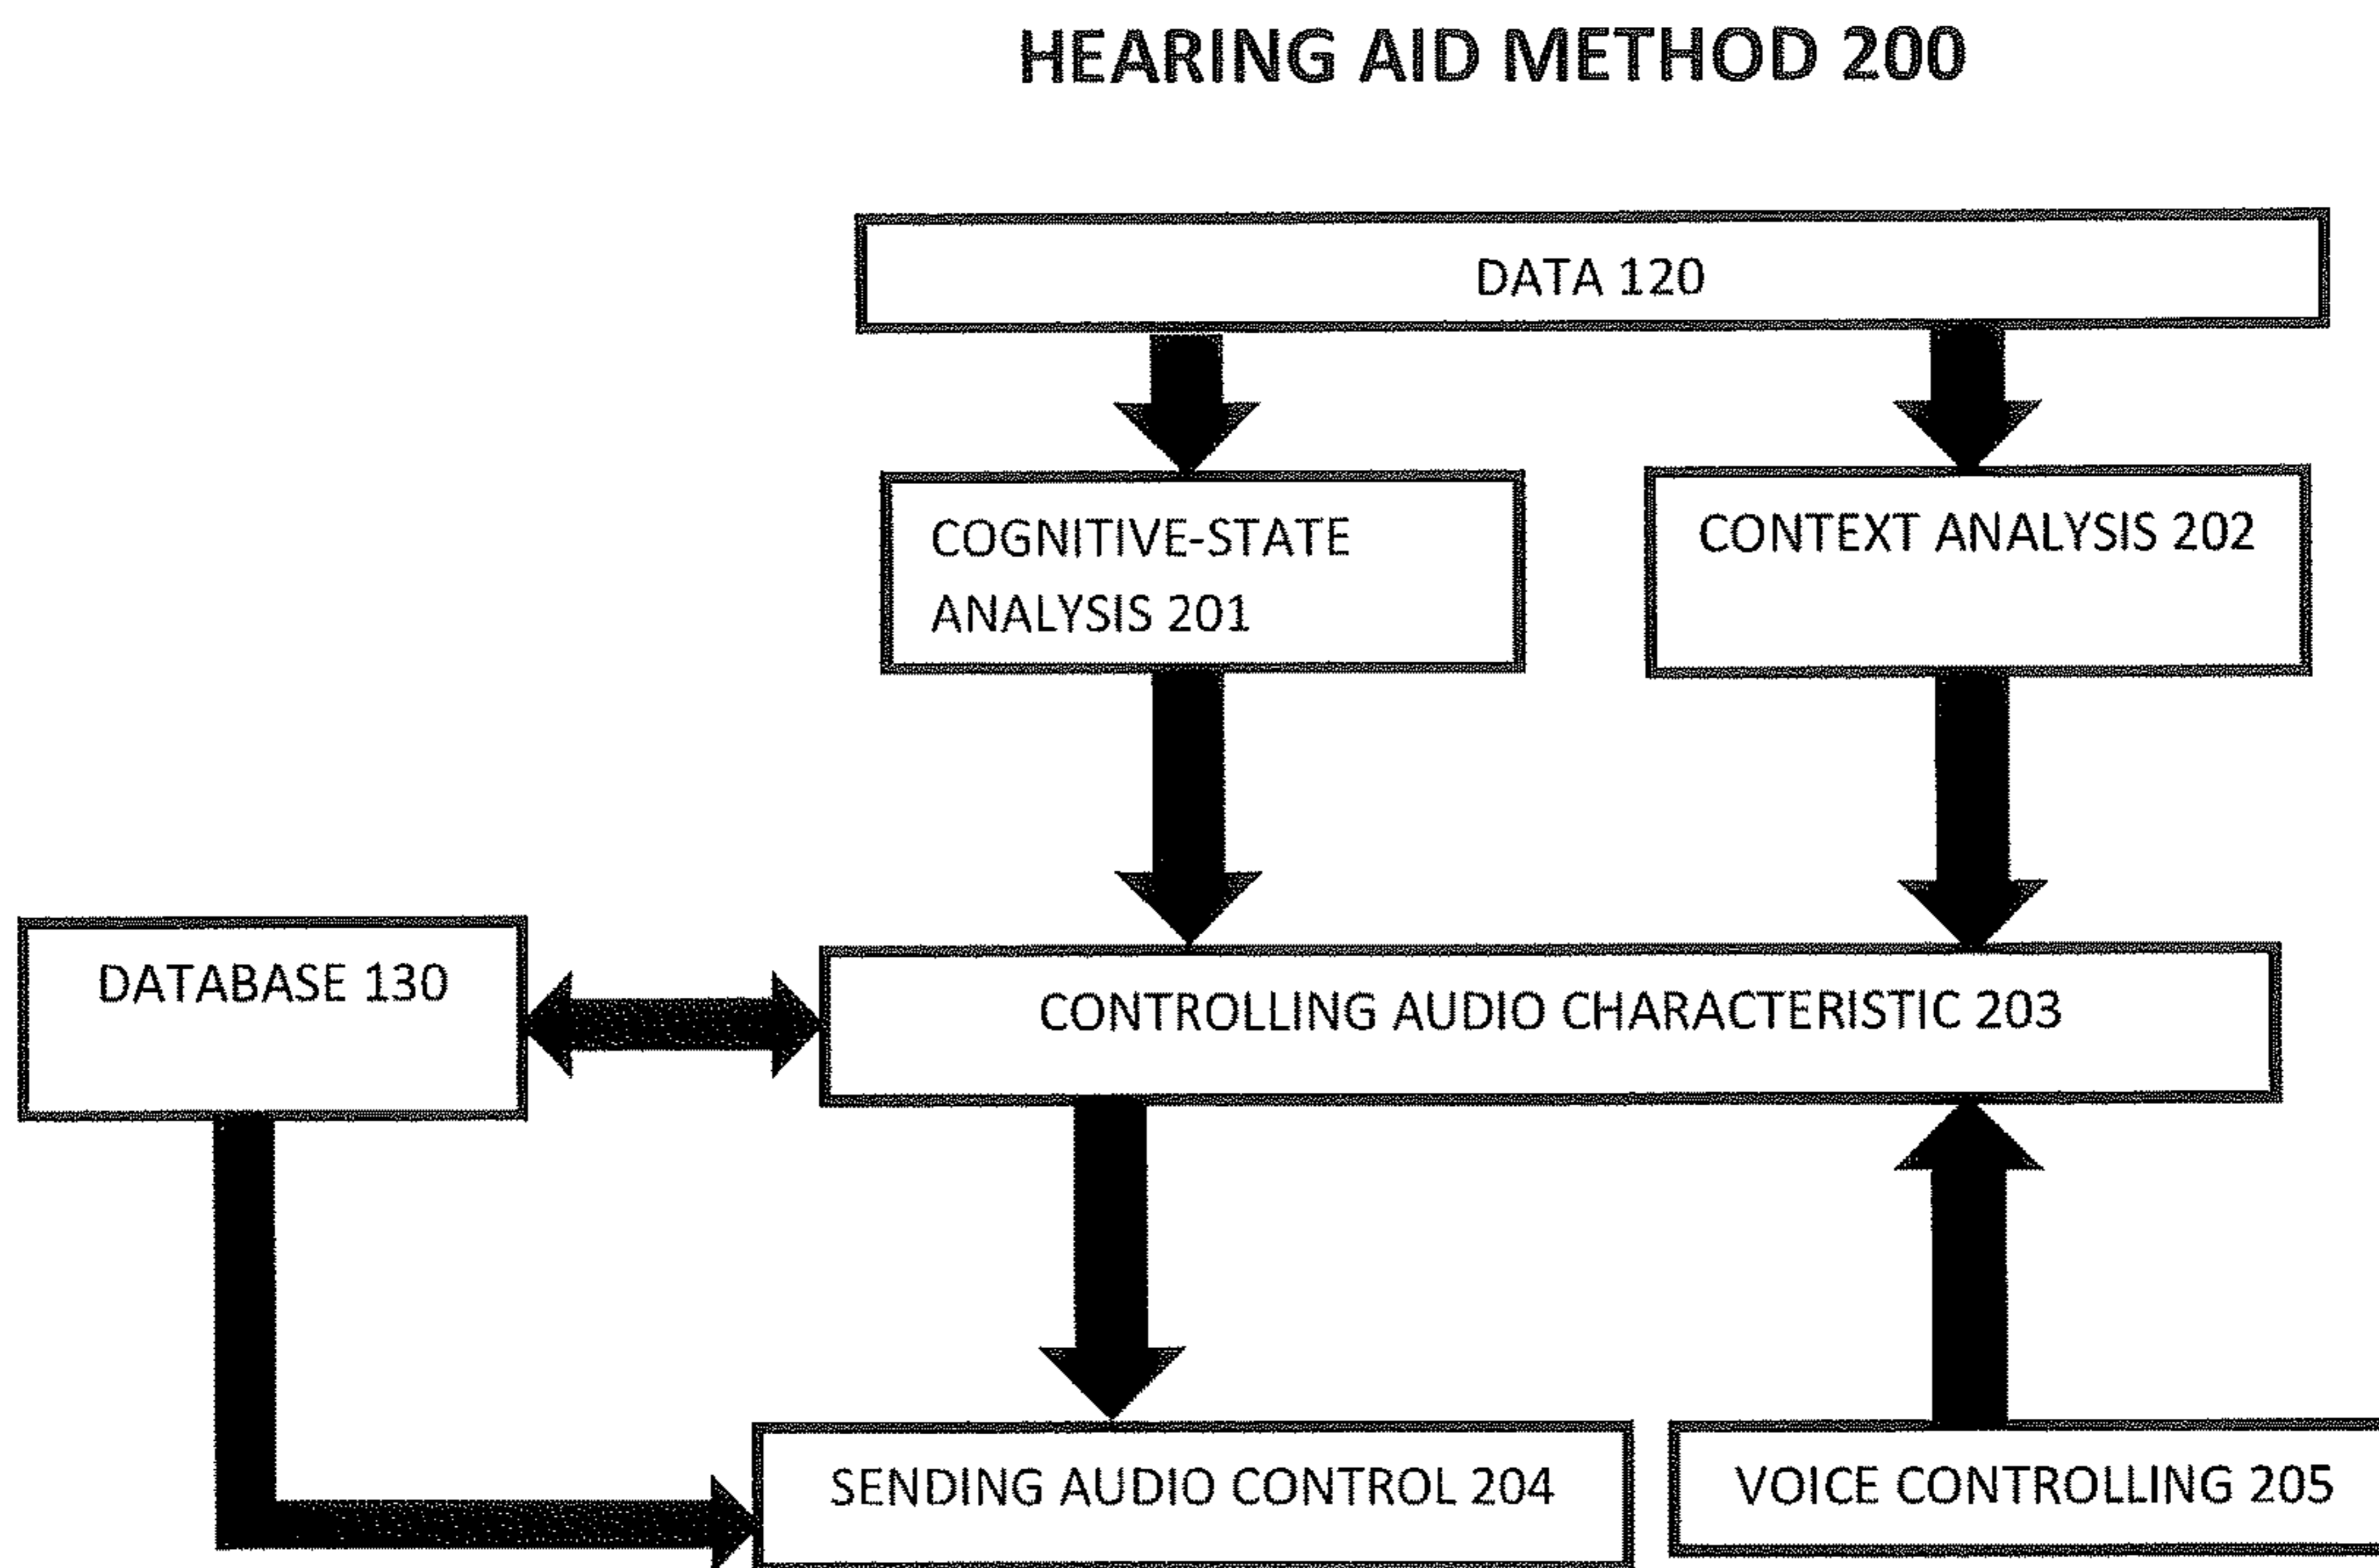 HEARING AID METHOD 200
DATA 120
COGNITIVE-STATE
ANALYSIS 201
CONTEXT ANALYSIS 202
DATABASE 130
CONTROLLING AUDIO CHARACTERISTIC 203
SENDING AUDIO CONTROL 204
VOICE CONTROLLING 205